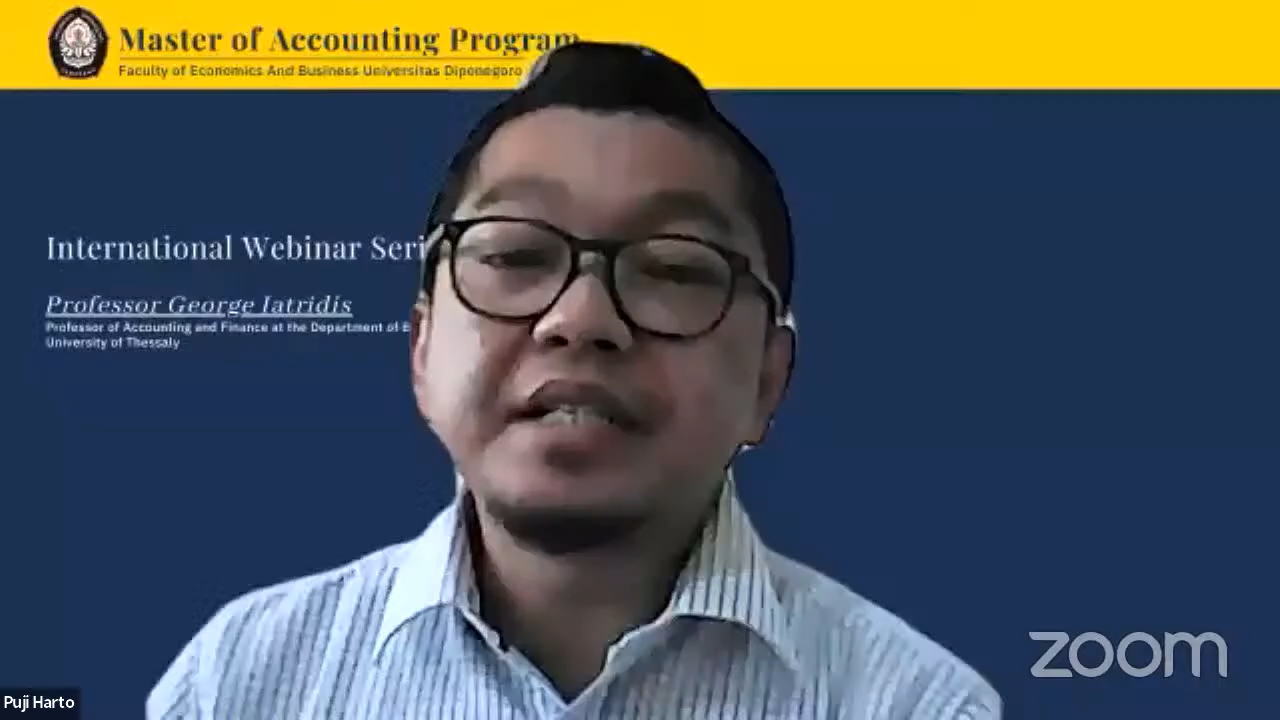 Master of Accounting Program
Faculty of Economics And Business Universitas Diponegoro
International Webinar Seri
Professor George Iatridis
Professor of Accounting and Finance at the Department of
University of Thessaly
zoom
Puji Harto